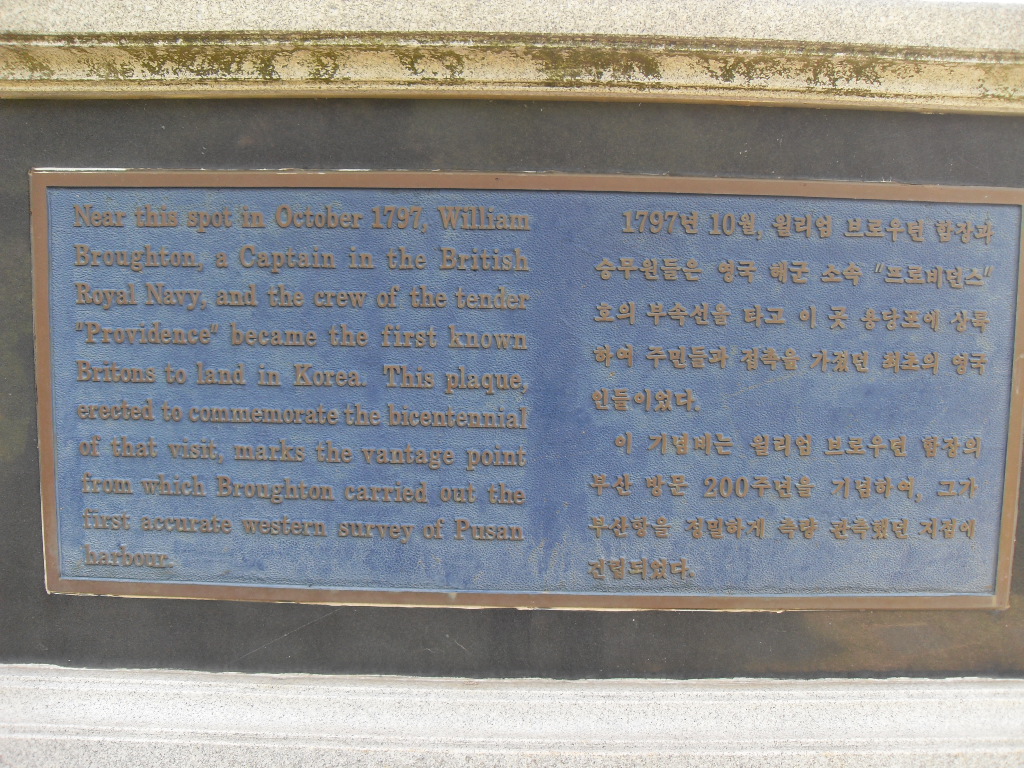 Near this spot in October 1797, William
Broughton, a Captain in the British
Royal Navy, and the crew of the tender
"Providence" became the first known
Britons to land in Korea. This plaque,
erected to commemorate the bicentennial
of that visit, marks the vantage point
from which Broughton carried out the
first accurate western survey of Pusan
harbour.
1797년 10월, 윌리엄 브로우턴 함장과
승무원들은 영국 해군 소속 "프로비던스"
호의 부속선을 타고 이 곳 용당포에 상륙
하여 주민들과 접촉을 가졌던 최초의 영국
인들이었다.
이 기념비는 윌리엄 브로우턴 함장의
부산 방문 200주년을 기념하여, 그가
부산항을 정밀하게 측량 관측했던 지점에
건립되었다.